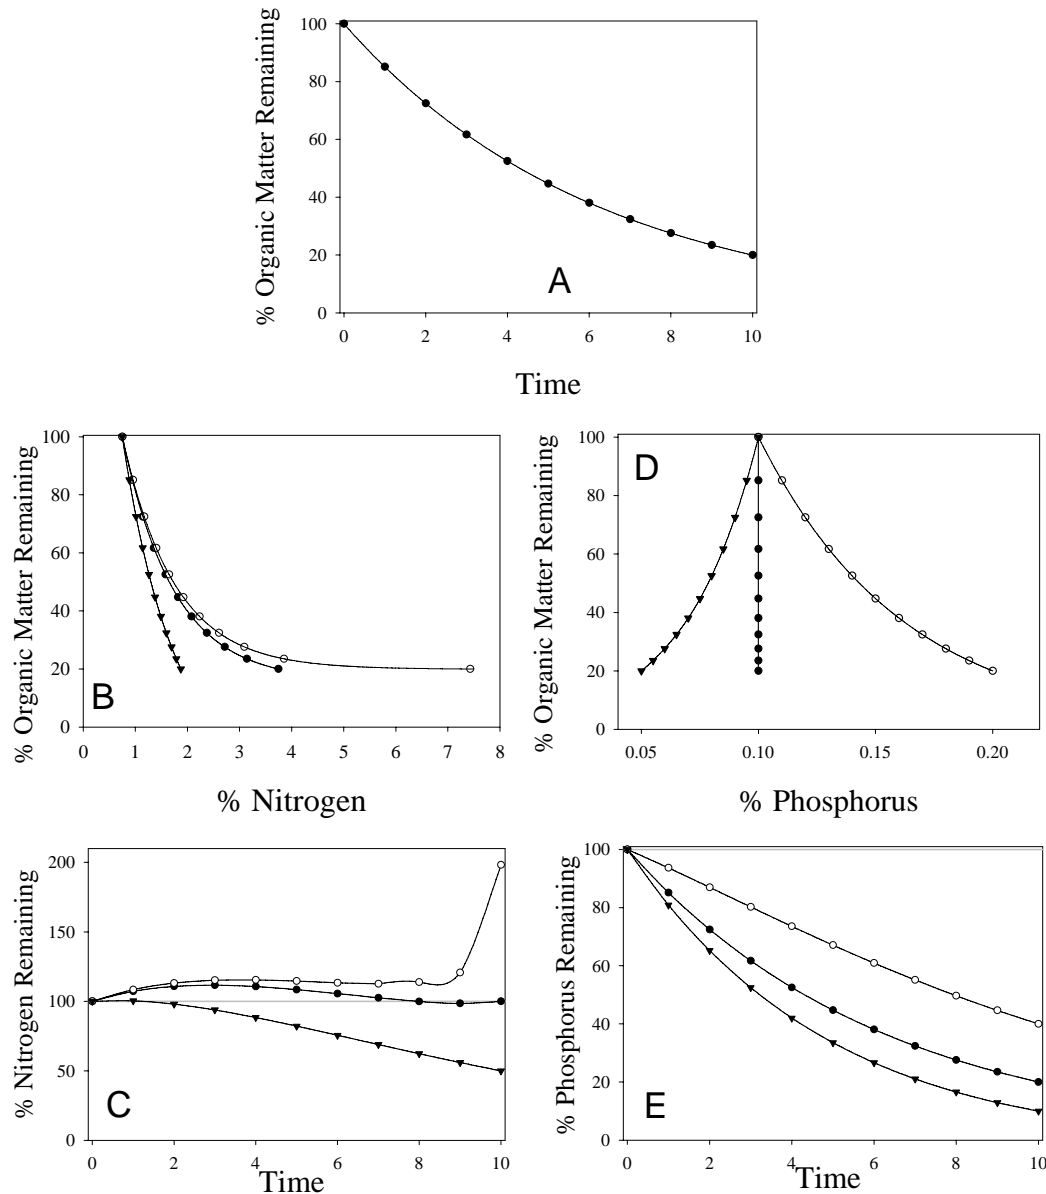 % Organic Matter Remaining
100
80
60
40
20
0
A
0 2 4 6 8 10
Time
% Organic Matter Remaining
100
80
60
40
20
0
B
0 1 2 3 4 5 6 7 8
% Nitrogen
% Organic Matter Remaining
100
80
60
40
20
0
D
0.05 0.10 0.15 0.20
% Phosphorus
% Nitrogen Remaining
200
150
100
50
0
C
0 2 4 6 8 10
Time
% Phosphorus Remaining
100
80
60
40
20
0
E
0 2 4 6 8 10
Time